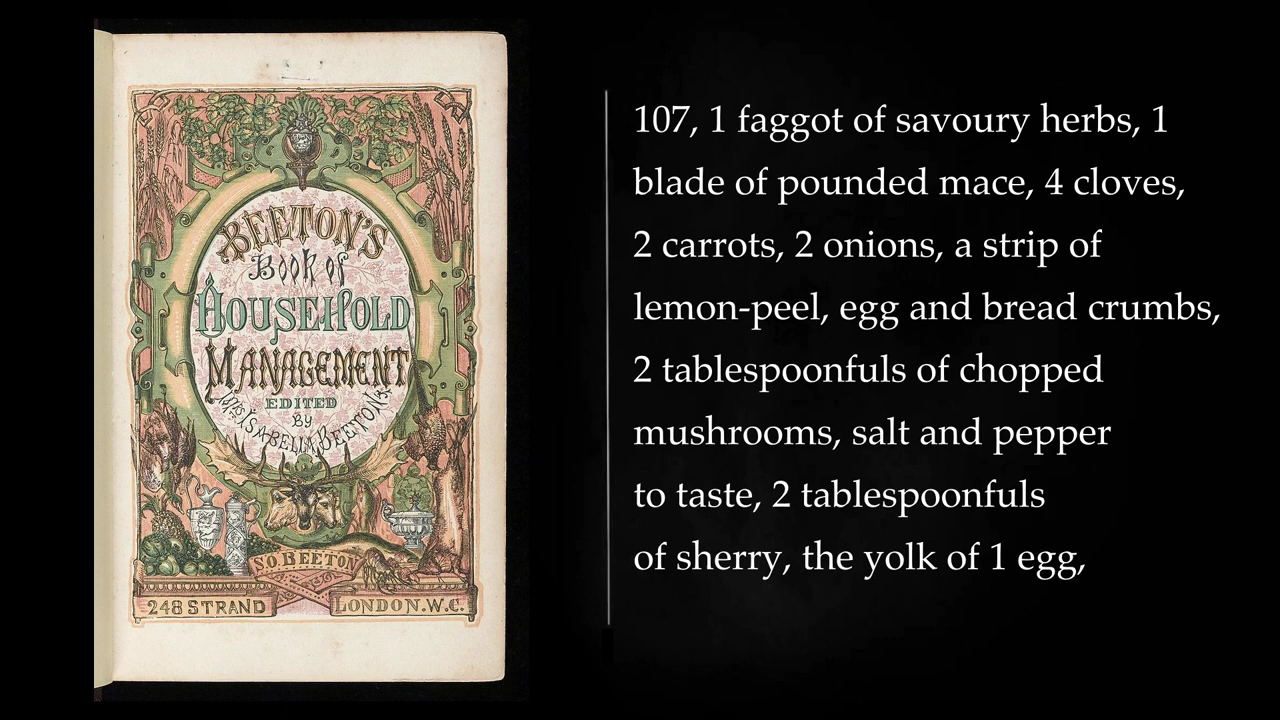 BEETON'S
Book of
HOUSEHOLD
MANAGEMENT
EDITED
By
MRS ISABELLA BEETON
S.O. BEETON
248 STRAND
LONDON. W.C.
107, 1 faggot of savoury herbs, 1
blade of pounded mace, 4 cloves,
2 carrots, 2 onions, a strip of
lemon-peel, egg and bread crumbs,
2 tablespoonfuls of chopped
mushrooms, salt and pepper
to taste, 2 tablespoonfuls
of sherry, the yolk of 1 egg,